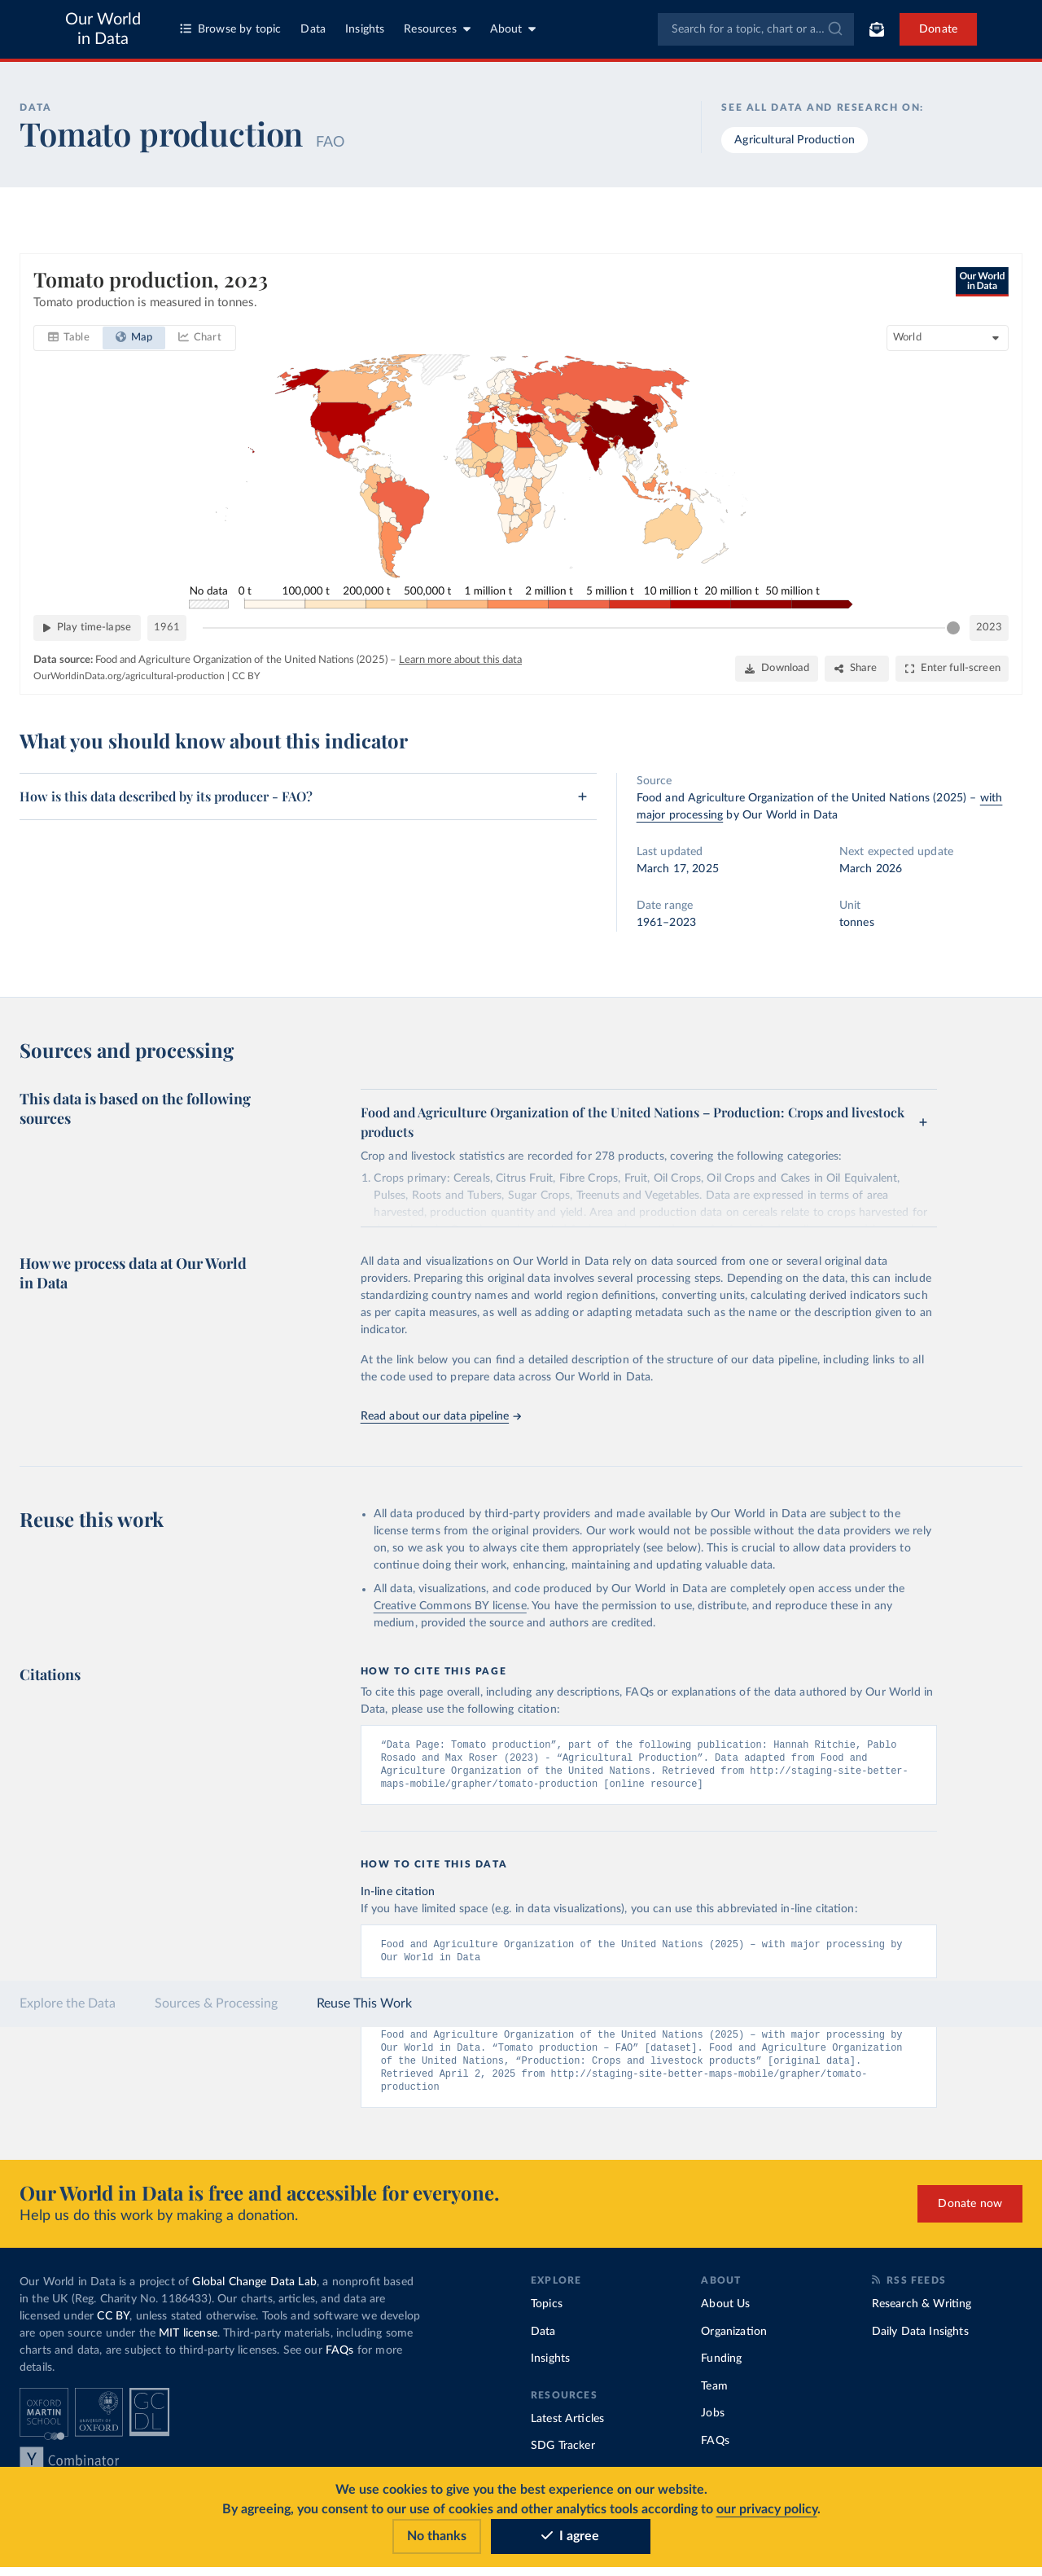 Our World
in Data
Browse by topic
Data
Insights
Resources
About
Search for a topic, chart or a...
Donate
DATA
Tomato production FAO
SEE ALL DATA AND RESEARCH ON:
Agricultural Production
Tomato production, 2023
Tomato production is measured in tonnes.
Our World
in Data
Table
Map
Chart
World
No data
0 t
100,000 t
200,000 t
500,000 t
1 million t
2 million t
5 million t
10 million t
20 million t
50 million t
Play time-lapse
1961
2023
Data source: Food and Agriculture Organization of the United Nations (2025) – Learn more about this data
OurWorldinData.org/agricultural-production | CC BY
Download
Share
Enter full-screen
What you should know about this indicator
How is this data described by its producer - FAO?
Source
Food and Agriculture Organization of the United Nations (2025) – with
major processing by Our World in Data
Last updated
March 17, 2025
Next expected update
March 2026
Date range
1961–2023
Unit
tonnes
Sources and processing
This data is based on the following
sources
Food and Agriculture Organization of the United Nations – Production: Crops and livestock
products
Crop and livestock statistics are recorded for 278 products, covering the following categories:
1. Crops primary: Cereals, Citrus Fruit, Fibre Crops, Fruit, Oil Crops, Oil Crops and Cakes in Oil Equivalent,
Pulses, Roots and Tubers, Sugar Crops, Treenuts and Vegetables. Data are expressed in terms of area
harvested, production quantity and yield. Area and production data on cereals relate to crops harvested for
How we process data at Our World
in Data
All data and visualizations on Our World in Data rely on data sourced from one or several original data
providers. Preparing this original data involves several processing steps. Depending on the data, this can include
standardizing country names and world region definitions, converting units, calculating derived indicators such
as per capita measures, as well as adding or adapting metadata such as the name or the description given to an
indicator.
At the link below you can find a detailed description of the structure of our data pipeline, including links to all
the code used to prepare data across Our World in Data.
Read about our data pipeline →
Reuse this work
• All data produced by third-party providers and made available by Our World in Data are subject to the
license terms from the original providers. Our work would not be possible without the data providers we rely
on, so we ask you to always cite them appropriately (see below). This is crucial to allow data providers to
continue doing their work, enhancing, maintaining and updating valuable data.
• All data, visualizations, and code produced by Our World in Data are completely open access under the
Creative Commons BY license. You have the permission to use, distribute, and reproduce these in any
medium, provided the source and authors are credited.
Citations
HOW TO CITE THIS PAGE
To cite this page overall, including any descriptions, FAQs or explanations of the data authored by Our World in
Data, please use the following citation:
“Data Page: Tomato production”, part of the following publication: Hannah Ritchie, Pablo
Rosado and Max Roser (2023) - “Agricultural Production”. Data adapted from Food and
Agriculture Organization of the United Nations. Retrieved from http://staging-site-better-
maps-mobile/grapher/tomato-production [online resource]
HOW TO CITE THIS DATA
In-line citation
If you have limited space (e.g. in data visualizations), you can use this abbreviated in-line citation:
Food and Agriculture Organization of the United Nations (2025) – with major processing by
Our World in Data
Explore the Data
Sources & Processing
Reuse This Work
Food and Agriculture Organization of the United Nations (2025) – with major processing by
Our World in Data. “Tomato production – FAO” [dataset]. Food and Agriculture Organization
of the United Nations, “Production: Crops and livestock products” [original data].
Retrieved April 2, 2025 from http://staging-site-better-maps-mobile/grapher/tomato-
production
Our World in Data is free and accessible for everyone.
Help us do this work by making a donation.
Donate now
Our World in Data is a project of Global Change Data Lab, a nonprofit based
in the UK (Reg. Charity No. 1186433). Our charts, articles, and data are
licensed under CC BY, unless stated otherwise. Tools and software we develop
are open source under the MIT license. Third-party materials, including some
charts and data, are subject to third-party licenses. See our FAQs for more
details.
OXFORD
MARTIN
SCHOOL
UNIVERSITY OF
OXFORD
GC
DL
Y Combinator
EXPLORE
Topics
Data
Insights
RESOURCES
Latest Articles
SDG Tracker
ABOUT
About Us
Organization
Funding
Team
Jobs
FAQs
RSS FEEDS
Research & Writing
Daily Data Insights
We use cookies to give you the best experience on our website.
By agreeing, you consent to our use of cookies and other analytics tools according to our privacy policy.
No thanks
I agree